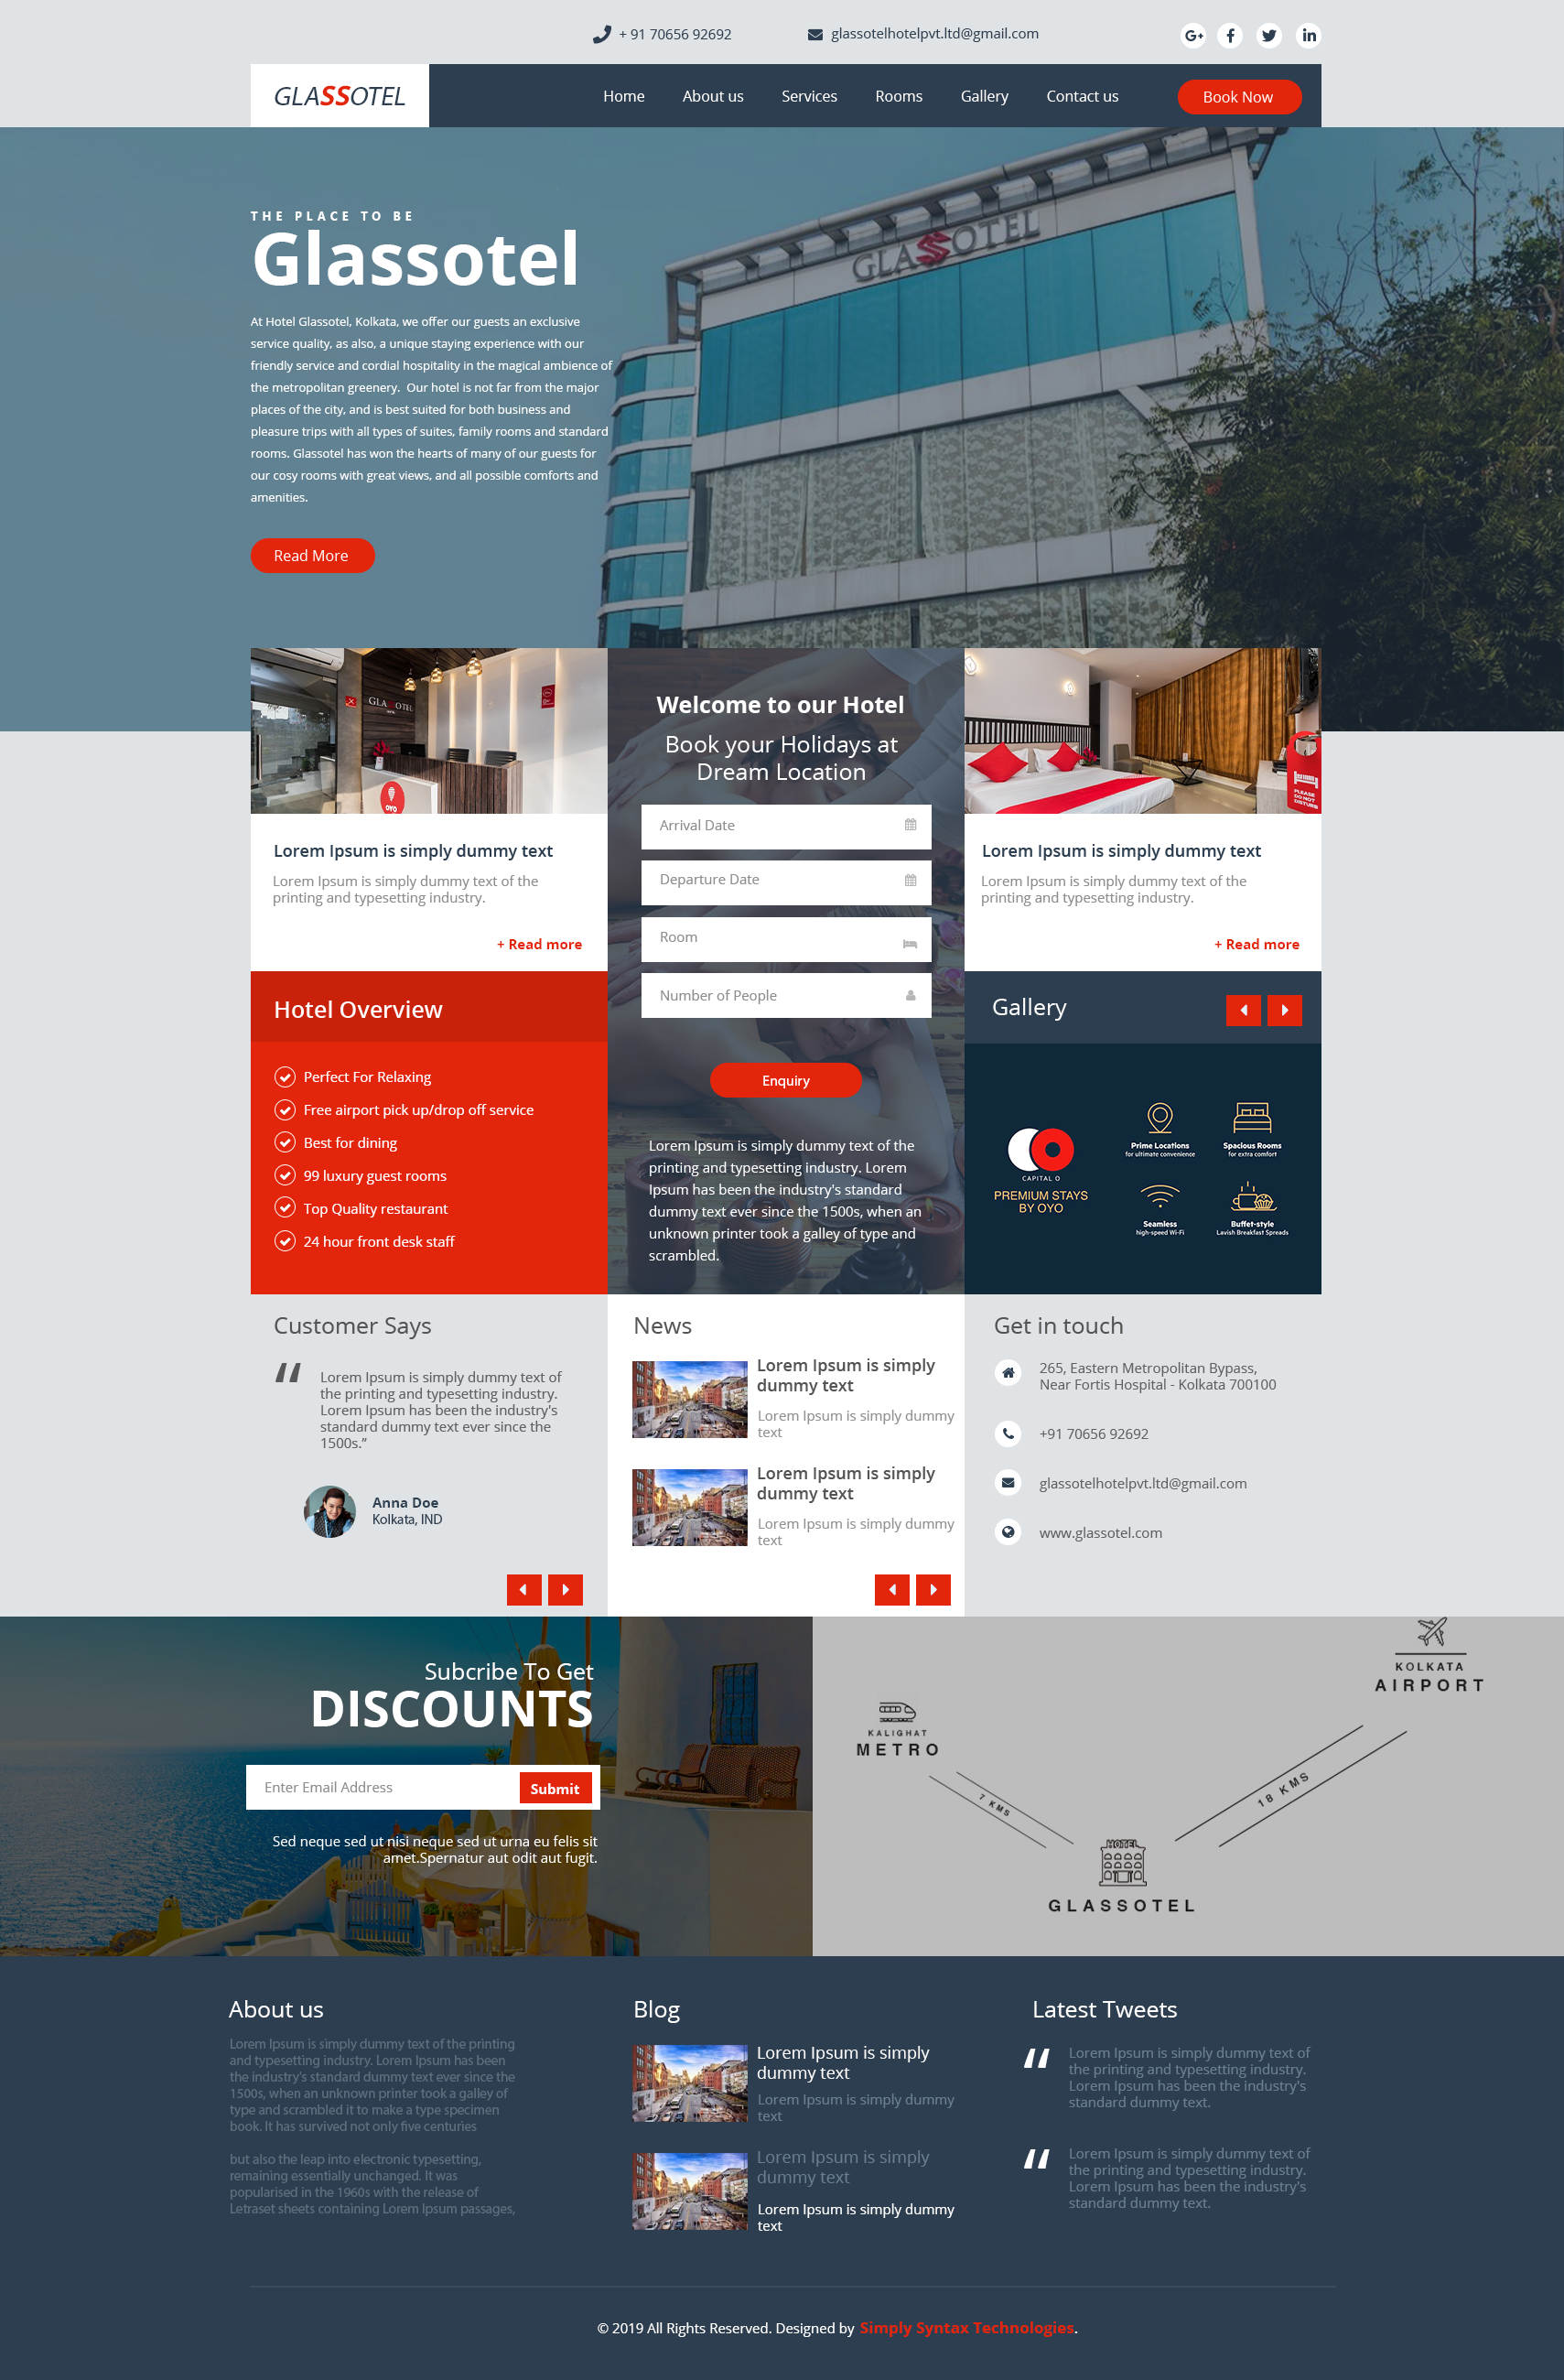 + 91 70656 92692
glassotelhotelpvt.ltd@gmail.com
G+ f in
GLASSOTEL
Home About us Services Rooms Gallery Contact us
Book Now
GLASSOTEL
THE PLACE TO BE
Glassotel
At Hotel Glassotel, Kolkata, we offer our guests an exclusive
service quality, as also, a unique staying experience with our
friendly service and cordial hospitality in the magical ambience of
the metropolitan greenery. Our hotel is not far from the major
places of the city, and is best suited for both business and
pleasure trips with all types of suites, family rooms and standard
rooms. Glassotel has won the hearts of many of our guests for
our cosy rooms with great views, and all possible comforts and
amenities.
Read More
GLASSOTEL
HOTEL
OYO
Lorem Ipsum is simply dummy text
Lorem Ipsum is simply dummy text of the
printing and typesetting industry.
+ Read more
Welcome to our Hotel
Book your Holidays at
Dream Location
Arrival Date
Departure Date
Room
Number of People
Enquiry
Lorem Ipsum is simply dummy text of the
printing and typesetting industry. Lorem
Ipsum has been the industry's standard
dummy text ever since the 1500s, when an
unknown printer took a galley of type and
scrambled.
PLEASE
DO NOT
DISTURB
Lorem Ipsum is simply dummy text
Lorem Ipsum is simply dummy text of the
printing and typesetting industry.
+ Read more
Hotel Overview
Perfect For Relaxing
Free airport pick up/drop off service
Best for dining
99 luxury guest rooms
Top Quality restaurant
24 hour front desk staff
Gallery
CAPITAL O
PREMIUM STAYS
BY OYO
Prime Locations
for ultimate convenience
Spacious Rooms
for extra comfort
Seamless
high-speed Wi-Fi
Buffet-style
Lavish Breakfast Spreads
Customer Says
“ Lorem Ipsum is simply dummy text of
the printing and typesetting industry.
Lorem Ipsum has been the industry's
standard dummy text ever since the
1500s.”
Anna Doe
Kolkata, IND
News
Lorem Ipsum is simply
dummy text
Lorem Ipsum is simply dummy
text
Lorem Ipsum is simply
dummy text
Lorem Ipsum is simply dummy
text
Get in touch
265, Eastern Metropolitan Bypass,
Near Fortis Hospital - Kolkata 700100
+91 70656 92692
glassotelhotelpvt.ltd@gmail.com
www.glassotel.com
Subcribe To Get
DISCOUNTS
Enter Email Address
Submit
Sed neque sed ut nisi neque sed ut urna eu felis sit
amet.Spernatur aut odit aut fugit.
KOLKATA
AIRPORT
KALIGHAT
METRO
7 KMS
18 KMS
HOTEL
GLASSOTEL
About us
Lorem Ipsum is simply dummy text of the printing
and typesetting industry. Lorem Ipsum has been
the industry's standard dummy text ever since the
1500s, when an unknown printer took a galley of
type and scrambled it to make a type specimen
book. It has survived not only five centuries
but also the leap into electronic typesetting,
remaining essentially unchanged. It was
popularised in the 1960s with the release of
Letraset sheets containing Lorem Ipsum passages,
Blog
Lorem Ipsum is simply
dummy text
Lorem Ipsum is simply dummy
text
Lorem Ipsum is simply
dummy text
Lorem Ipsum is simply dummy
text
Latest Tweets
“ Lorem Ipsum is simply dummy text of
the printing and typesetting industry.
Lorem Ipsum has been the industry's
standard dummy text.
“ Lorem Ipsum is simply dummy text of
the printing and typesetting industry.
Lorem Ipsum has been the industry's
standard dummy text.
© 2019 All Rights Reserved. Designed by Simply Syntax Technologies.